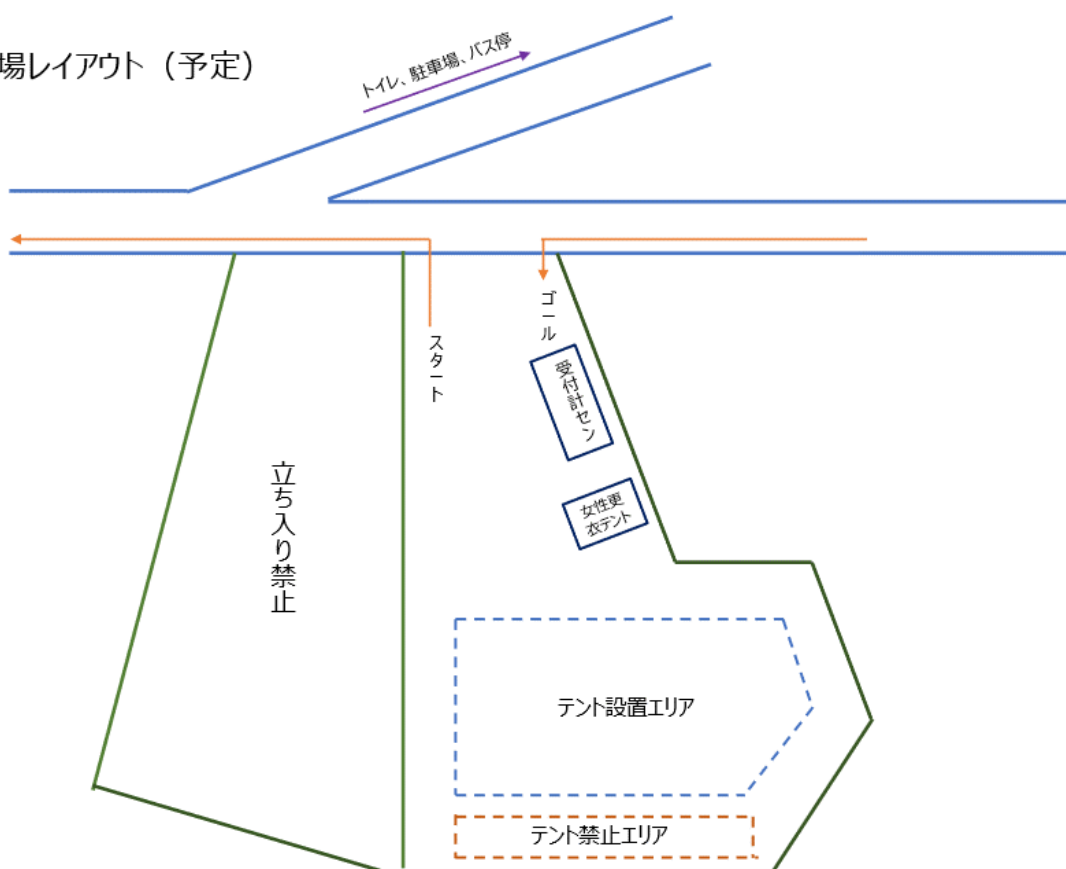 場レイアウト（予定）
トイレ、駐車場、バス停
ゴール
スタート
受付計セン
女性更
衣テント
立ち入り禁止
テント設置エリア
テント禁止エリア